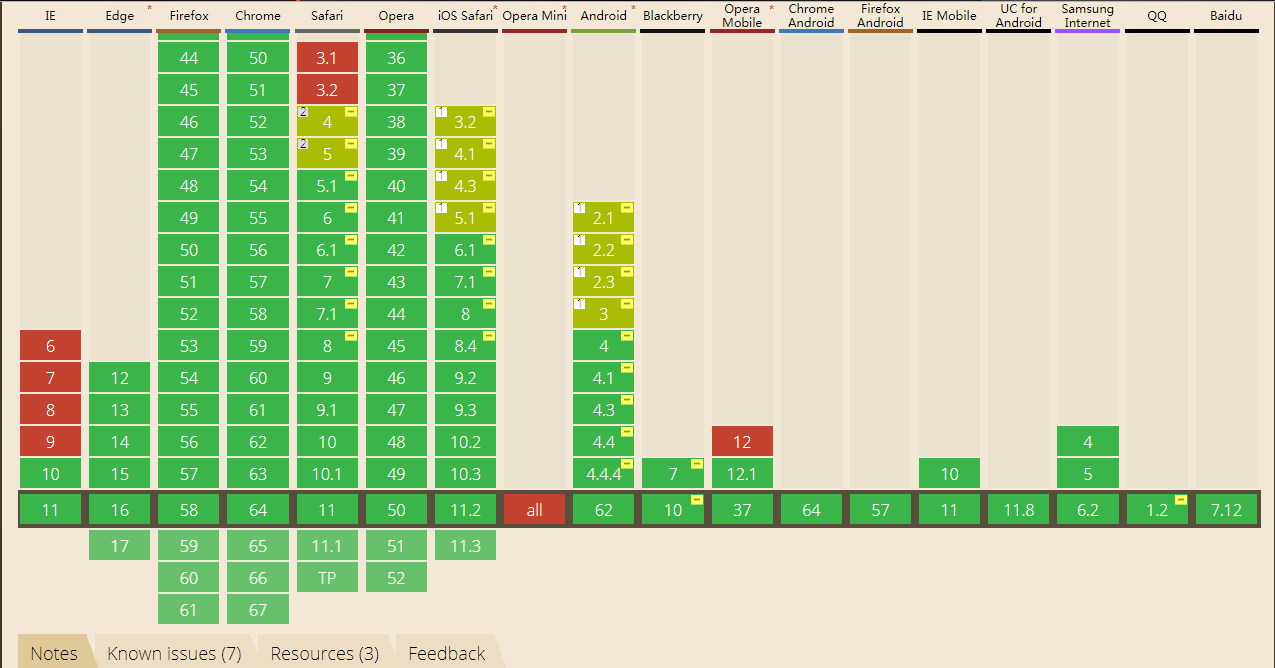 IE Edge * Firefox Chrome Safari Opera iOS Safari * Opera Mini * Android * Blackberry Opera Mobile * Chrome Android Firefox Android IE Mobile UC for Android Samsung Internet QQ Baidu
44 50 3.1 36
45 51 3.2 37
46 52 2 4 - 38 1 3.2 -
47 53 2 5 - 39 1 4.1 -
48 54 5.1 - 40 1 4.3 -
49 55 6 - 41 1 5.1 - 1 2.1 -
50 56 6.1 - 42 6.1 - 1 2.2 -
51 57 7 - 43 7.1 - 1 2.3 -
52 58 7.1 - 44 8 - 1 3 -
6 53 59 8 - 45 8.4 - 4 -
7 12 54 60 9 46 9.2 4.1 -
8 13 55 61 9.1 47 9.3 4.3 -
9 14 56 62 10 48 10.2 4.4 - 12 4
10 15 57 63 10.1 49 10.3 4.4.4 - 7 - 12.1 10 5
11 16 58 64 11 50 11.2 all 62 10 - 37 64 57 11 11.8 6.2 1.2 - 7.12
17 59 65 11.1 51 11.3
60 66 TP 52
61 67
Notes Known issues (7) Resources (3) Feedback